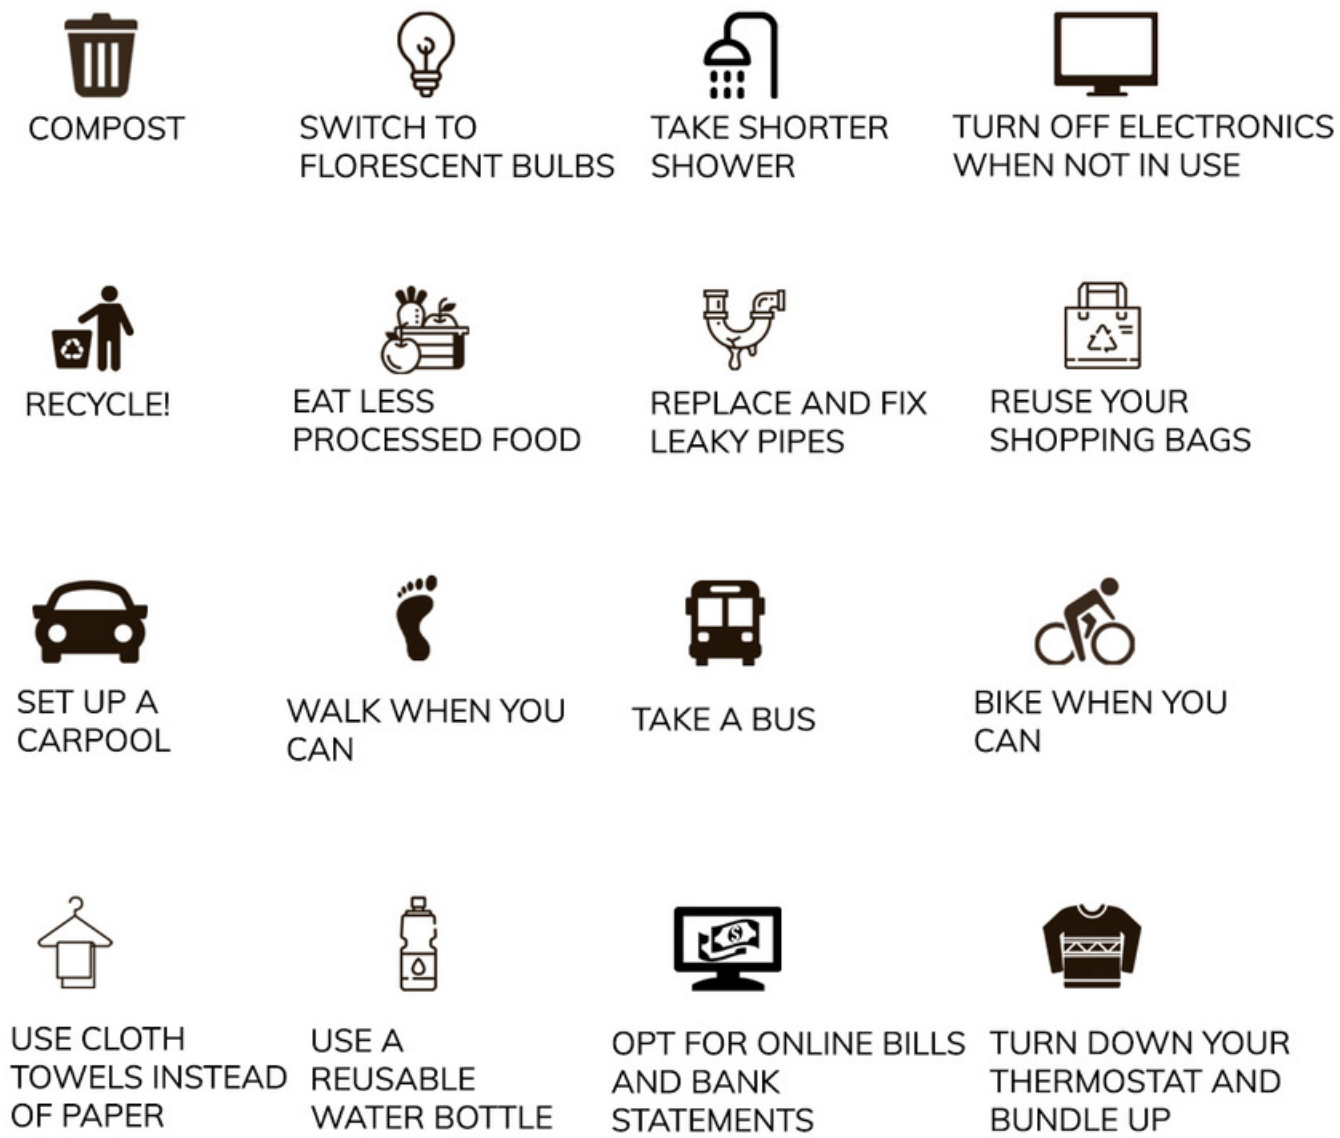 COMPOST
SWITCH TO
FLORESCENT BULBS
TAKE SHORTER
SHOWER
TURN OFF ELECTRONICS
WHEN NOT IN USE
RECYCLE!
EAT LESS
PROCESSED FOOD
REPLACE AND FIX
LEAKY PIPES
REUSE YOUR
SHOPPING BAGS
SET UP A
CARPOOL
WALK WHEN YOU
CAN
TAKE A BUS
BIKE WHEN YOU
CAN
USE CLOTH
TOWELS INSTEAD
OF PAPER
USE A
REUSABLE
WATER BOTTLE
$
OPT FOR ONLINE BILLS
AND BANK
STATEMENTS
TURN DOWN YOUR
THERMOSTAT AND
BUNDLE UP